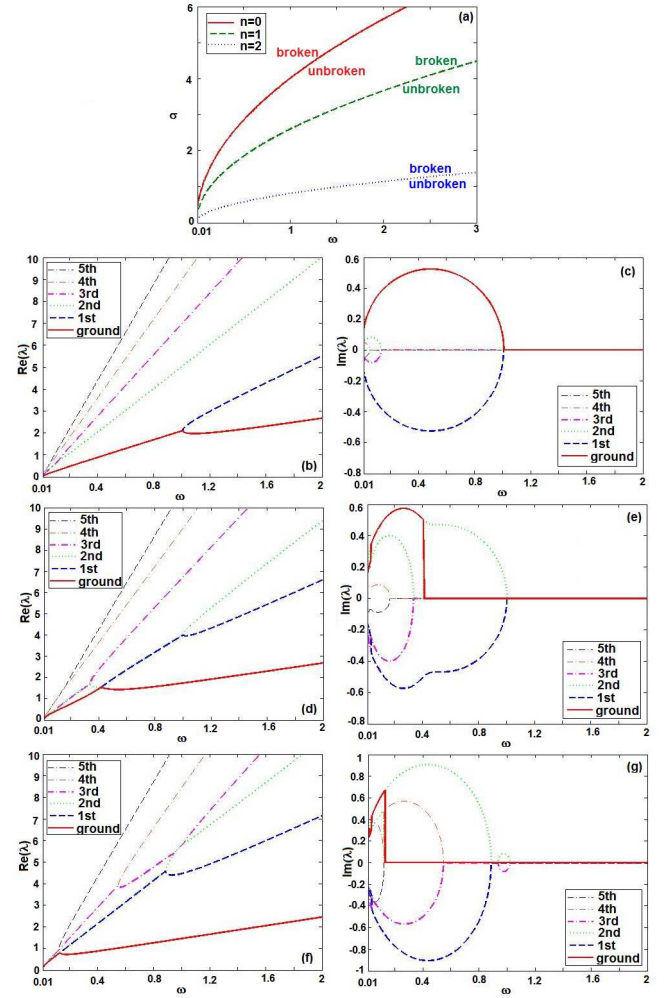 6
(a)
n=0
n=1
n=2
broken
unbroken
broken
unbroken
4
σ
2
broken
unbroken
0
0.01 1 2 3
ω
10
9
8
7
6
5
4
3
2
1
0
Re(λ)
5th
4th
3rd
2nd
1st
ground
(b)
0.01 0.4 0.8 1.2 1.6 2
ω
0.6
0.4
0.2
0
-0.2
-0.4
-0.6
-0.8
Im(λ)
(c)
5th
4th
3rd
2nd
1st
ground
0.01 0.4 0.8 1.2 1.6 2
ω
10
9
8
7
6
5
4
3
2
1
0
Re(λ)
5th
4th
3rd
2nd
1st
ground
(d)
0.01 0.4 0.8 1.2 1.6 2
ω
0.6
0.4
0.2
0
-0.2
-0.4
-0.6
-0.8
Im(λ)
(e)
5th
4th
3rd
2nd
1st
ground
0.01 0.4 0.8 1.2 1.6 2
ω
10
9
8
7
6
5
4
3
2
1
0
Re(λ)
5th
4th
3rd
2nd
1st
ground
(f)
0.01 0.4 0.8 1.2 1.6 2
ω
1
0.8
0.6
0.4
0.2
0
-0.2
-0.4
-0.6
-0.8
-1
Im(λ)
(g)
5th
4th
3rd
2nd
1st
ground
0.01 0.4 0.8 1.2 1.6 2
ω